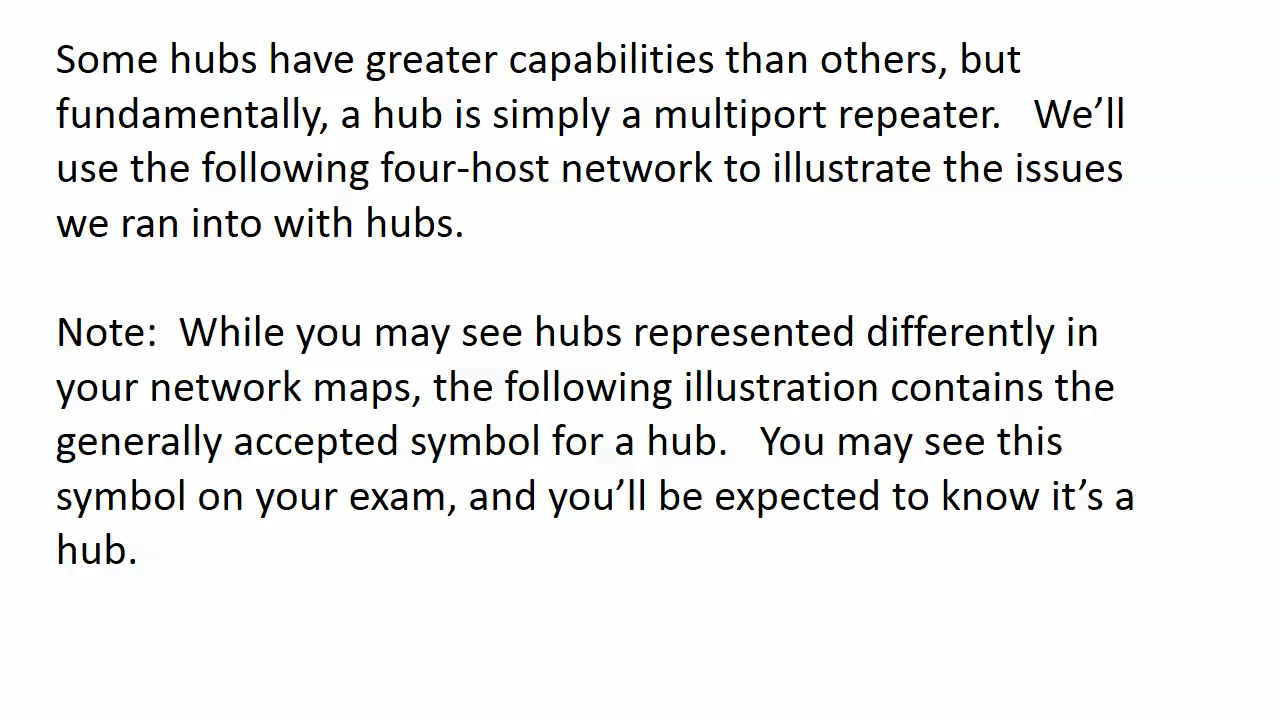 Some hubs have greater capabilities than others, but
fundamentally, a hub is simply a multiport repeater.   We’ll
use the following four-host network to illustrate the issues
we ran into with hubs.
Note:  While you may see hubs represented differently in
your network maps, the following illustration contains the
generally accepted symbol for a hub.   You may see this
symbol on your exam, and you’ll be expected to know it’s a
hub.